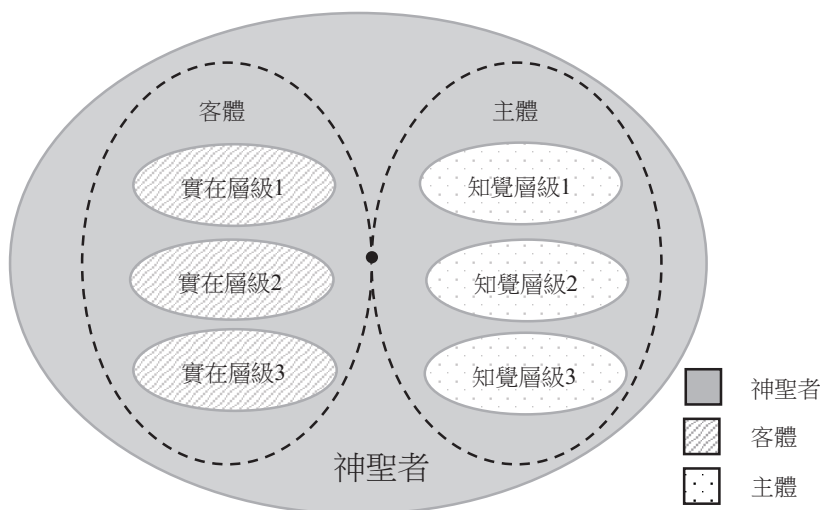 客體
主體
實在層級1
知覺層級1
實在層級2
知覺層級2
實在層級3
知覺層級3
神聖者
神聖者
客體
主體